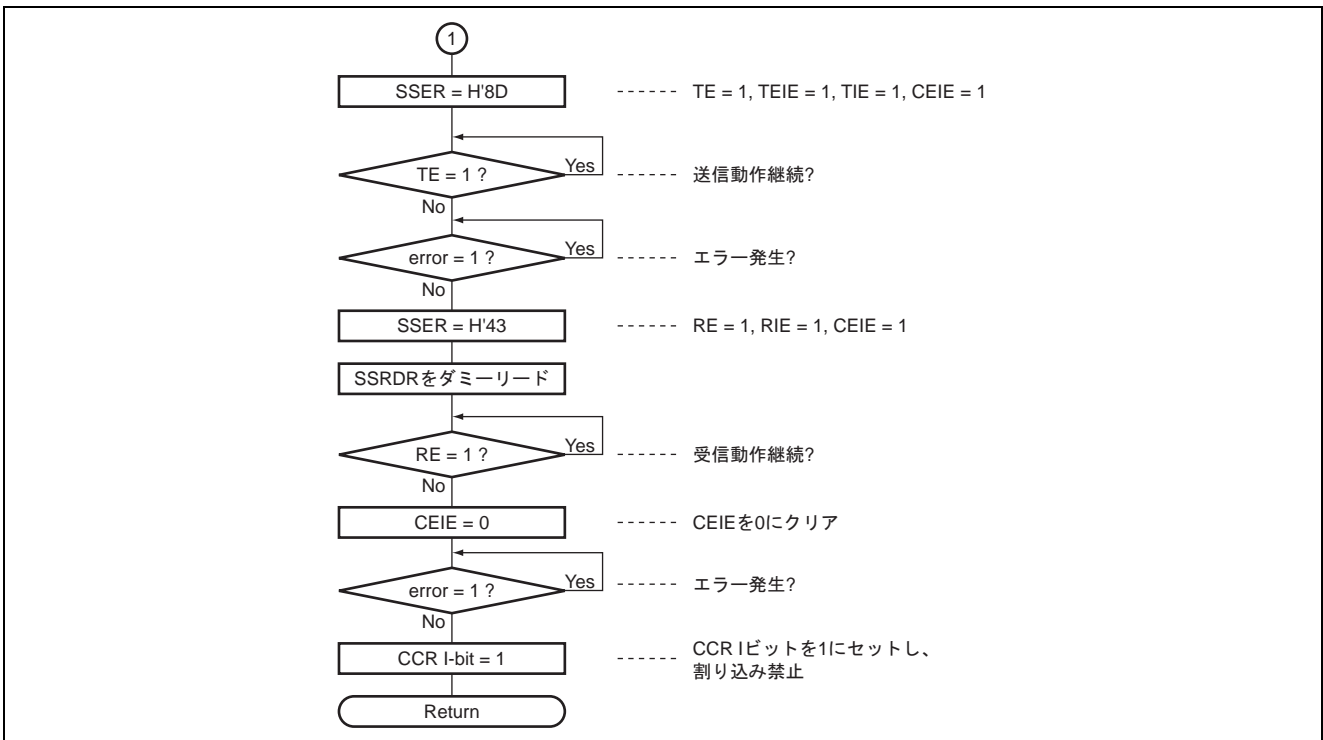 1
SSER = H'8D ------ TE = 1, TEIE = 1, TIE = 1, CEIE = 1
TE = 1 ? Yes ------ 送信動作継続?
No
error = 1 ? Yes ------ エラー発生?
No
SSER = H'43 ------ RE = 1, RIE = 1, CEIE = 1
SSRDRをダミーリード
RE = 1 ? Yes ------ 受信動作継続?
No
CEIE = 0 ------ CEIEを0にクリア
error = 1 ? Yes ------ エラー発生?
No
CCR I-bit = 1 ------ CCR Iビットを1にセットし、
割り込み禁止
Return